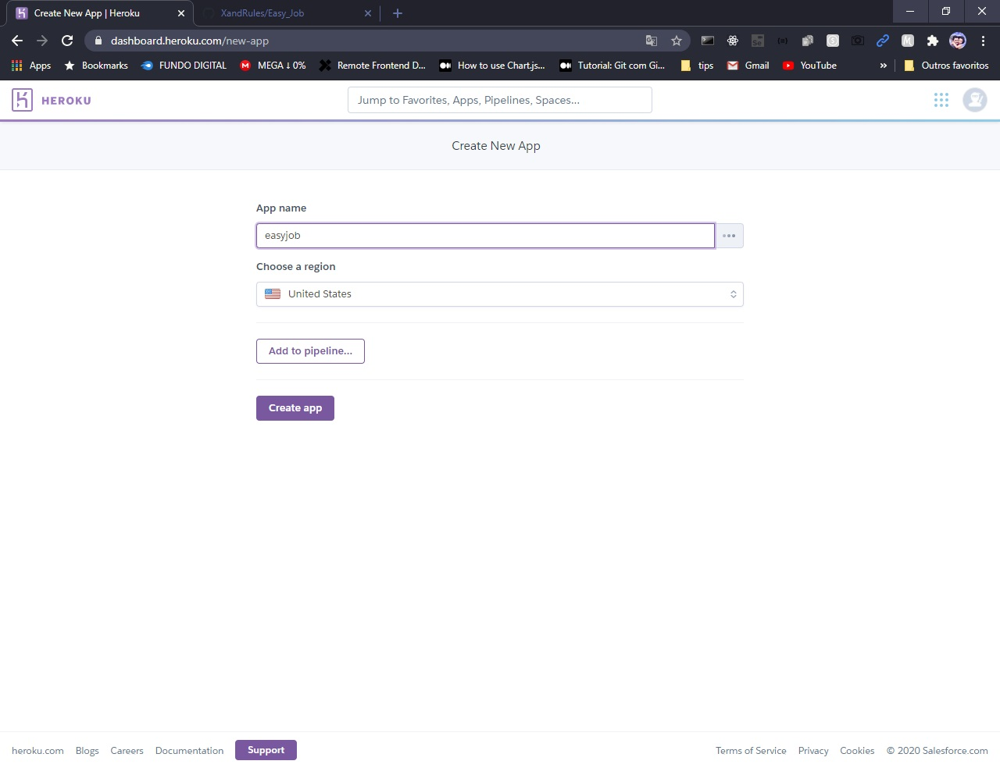 Create New App | Heroku
XandRules/Easy_Job
dashboard.heroku.com/new-app
Apps
Bookmarks
FUNDO DIGITAL
MEGA ↓ 0%
Remote Frontend D...
How to use Chart.js...
Tutorial: Git com Gi...
tips
Gmail
YouTube
»
Outros favoritos
HEROKU
Jump to Favorites, Apps, Pipelines, Spaces...
Create New App
App name
easyjob
Choose a region
United States
Add to pipeline...
Create app
heroku.com Blogs Careers Documentation Support Terms of Service Privacy Cookies © 2020 Salesforce.com